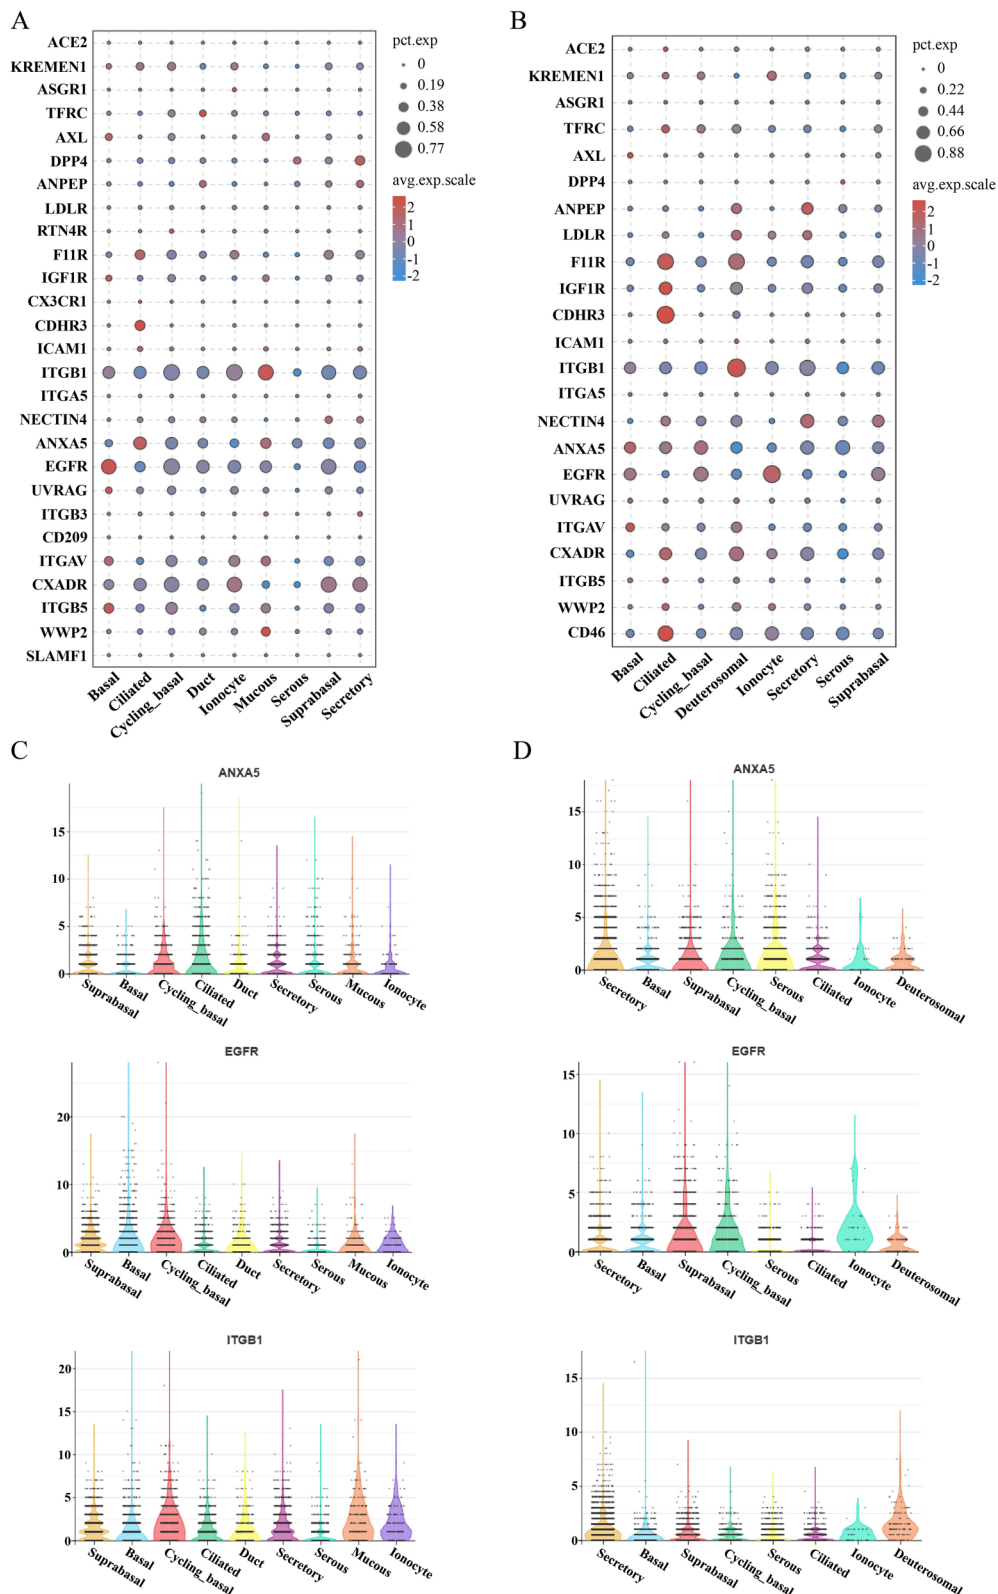 A
ACE2
KREMEN1
ASGR1
TFRC
AXL
DPP4
ANPEP
LDLR
RTN4R
F11R
IGF1R
CX3CR1
CDHR3
ICAM1
ITGB1
ITGA5
NECTIN4
ANXA5
EGFR
UVRAG
ITGB3
CD209
ITGAV
CXADR
ITGB5
WWP2
SLAMF1
Basal
Ciliated
Cycling_basal
Duct
Ionocyte
Mucous
Serous
Suprabasal
Secretory
pct.exp
0
0.19
0.38
0.58
0.77
avg.exp.scale
2
1
0
-1
-2
B
ACE2
KREMEN1
ASGR1
TFRC
AXL
DPP4
ANPEP
LDLR
F11R
IGF1R
CDHR3
ICAM1
ITGB1
ITGA5
NECTIN4
ANXA5
EGFR
UVRAG
ITGAV
CXADR
ITGB5
WWP2
CD46
Basal
Ciliated
Cycling_basal
Deuterosomal
Ionocyte
Secretory
Serous
Suprabasal
pct.exp
0
0.22
0.44
0.66
0.88
avg.exp.scale
2
1
0
-1
-2
C
ANXA5
15
10
5
0
Suprabasal
Basal
Cycling_basal
Ciliated
Duct
Secretory
Serous
Mucous
Ionocyte
EGFR
20
10
0
Suprabasal
Basal
Cycling_basal
Ciliated
Duct
Secretory
Serous
Mucous
Ionocyte
ITGB1
20
15
10
5
0
Suprabasal
Basal
Cycling_basal
Ciliated
Duct
Secretory
Serous
Mucous
Ionocyte
D
ANXA5
15
10
5
0
Secretory
Basal
Suprabasal
Cycling_basal
Serous
Ciliated
Ionocyte
Deuterosomal
EGFR
15
10
5
0
Secretory
Basal
Suprabasal
Cycling_basal
Serous
Ciliated
Ionocyte
Deuterosomal
ITGB1
15
10
5
0
Secretory
Basal
Suprabasal
Cycling_basal
Serous
Ciliated
Ionocyte
Deuterosomal